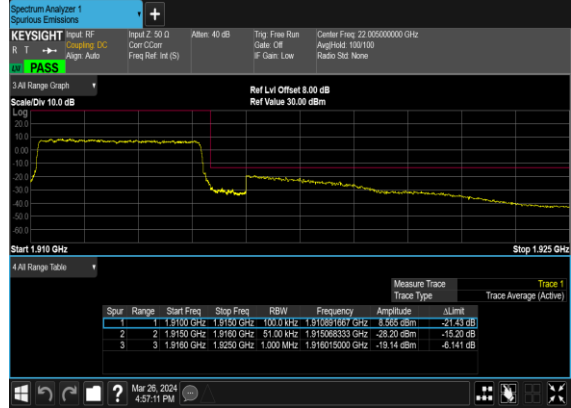 Spectrum Analyzer 1
Spurious Emissions
+
KEYSIGHT Input: RF Input Z: 50 Ω Atten: 40 dB Trig: Free Run Center Freq: 22.005000000 GHz
R T Coupling: DC Corr CCorr Gate: Off Avg|Hold: 100/100
Align: Auto Freq Ref: Int (S) IF Gain: Low Radio Std: None
LU PASS
3 All Range Graph
Ref Lvl Offset 8.00 dB
Scale/Div 10.0 dB Ref Value 30.00 dBm
Log
20.0
10.0
0.00
-10.0
-20.0
-30.0
-40.0
-50.0
-60.0
Start 1.910 GHz Stop 1.925 GHz
4 All Range Table
Measure Trace Trace 1
Trace Type Trace Average (Active)
Spur Range Start Freq Stop Freq RBW Frequency Amplitude ΔLimit
1 1 1.9100 GHz 1.9150 GHz 100.0 kHz 1.910891667 GHz 8.565 dBm -21.43 dB
2 2 1.9150 GHz 1.9160 GHz 51.00 kHz 1.915068333 GHz -28.20 dBm -15.20 dB
3 3 1.9160 GHz 1.9250 GHz 1.000 MHz 1.916015000 GHz -19.14 dBm -6.141 dB
? Mar 26, 2024
4:57:11 PM